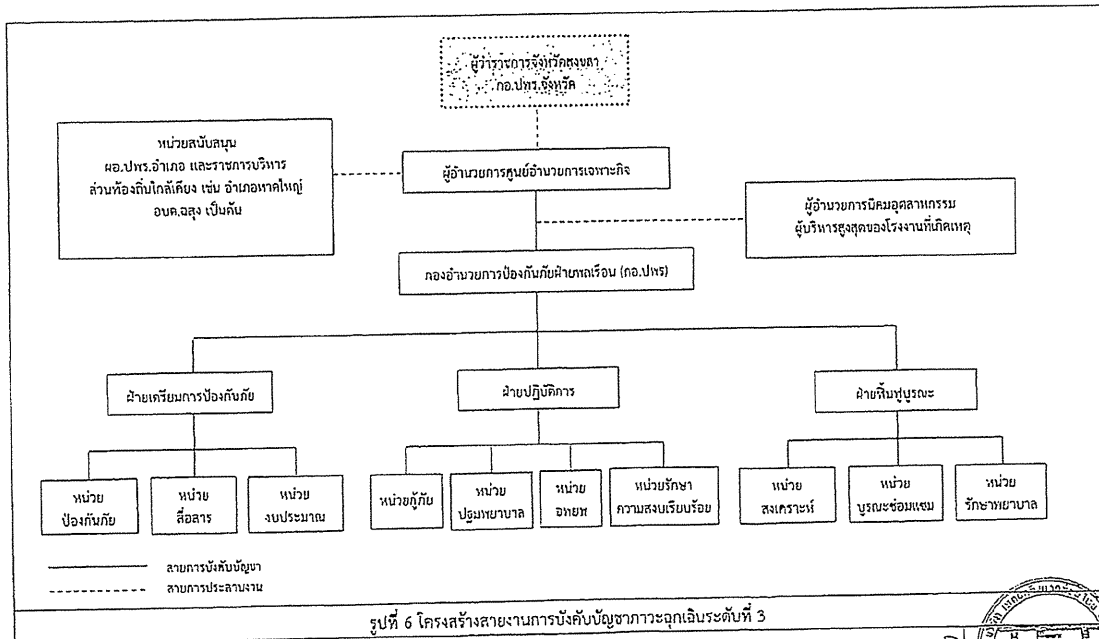 ผู้ว่าราชการจังหวัดสงขลา
กอ.ปพร.จังหวัด
หน่วยสนับสนุน
ผอ.ปพร.อำเภอ และราชการบริหาร
ส่วนท้องถิ่นใกล้เคียง เช่น อำเภอหาดใหญ่
อบต.ฉลุง เป็นต้น
ผู้อำนวยการศูนย์อำนวยการเฉพาะกิจ
ผู้อำนวยการนิคมอุตสาหกรรม
ผู้บริหารสูงสุดของโรงงานที่เกิดเหตุ
กองอำนวยการป้องกันภัยฝ่ายพลเรือน (กอ.ปพร)
ฝ่ายเตรียมการป้องกันภัย
ฝ่ายปฏิบัติการ
ฝ่ายฟื้นฟูบูรณะ
หน่วย
ป้องกันภัย
หน่วย
สื่อสาร
หน่วย
งบประมาณ
หน่วยกู้ภัย
หน่วย
ปฐมพยาบาล
หน่วย
อพยพ
หน่วยรักษา
ความสงบเรียบร้อย
หน่วย
สงเคราะห์
หน่วย
บูรณะซ่อมแซม
หน่วย
รักษาพยาบาล
สายการบังคับบัญชา
สายการประสานงาน
รูปที่ 6 โครงสร้างสายงานการบังคับบัญชาภาวะฉุกเฉินระดับที่ 3